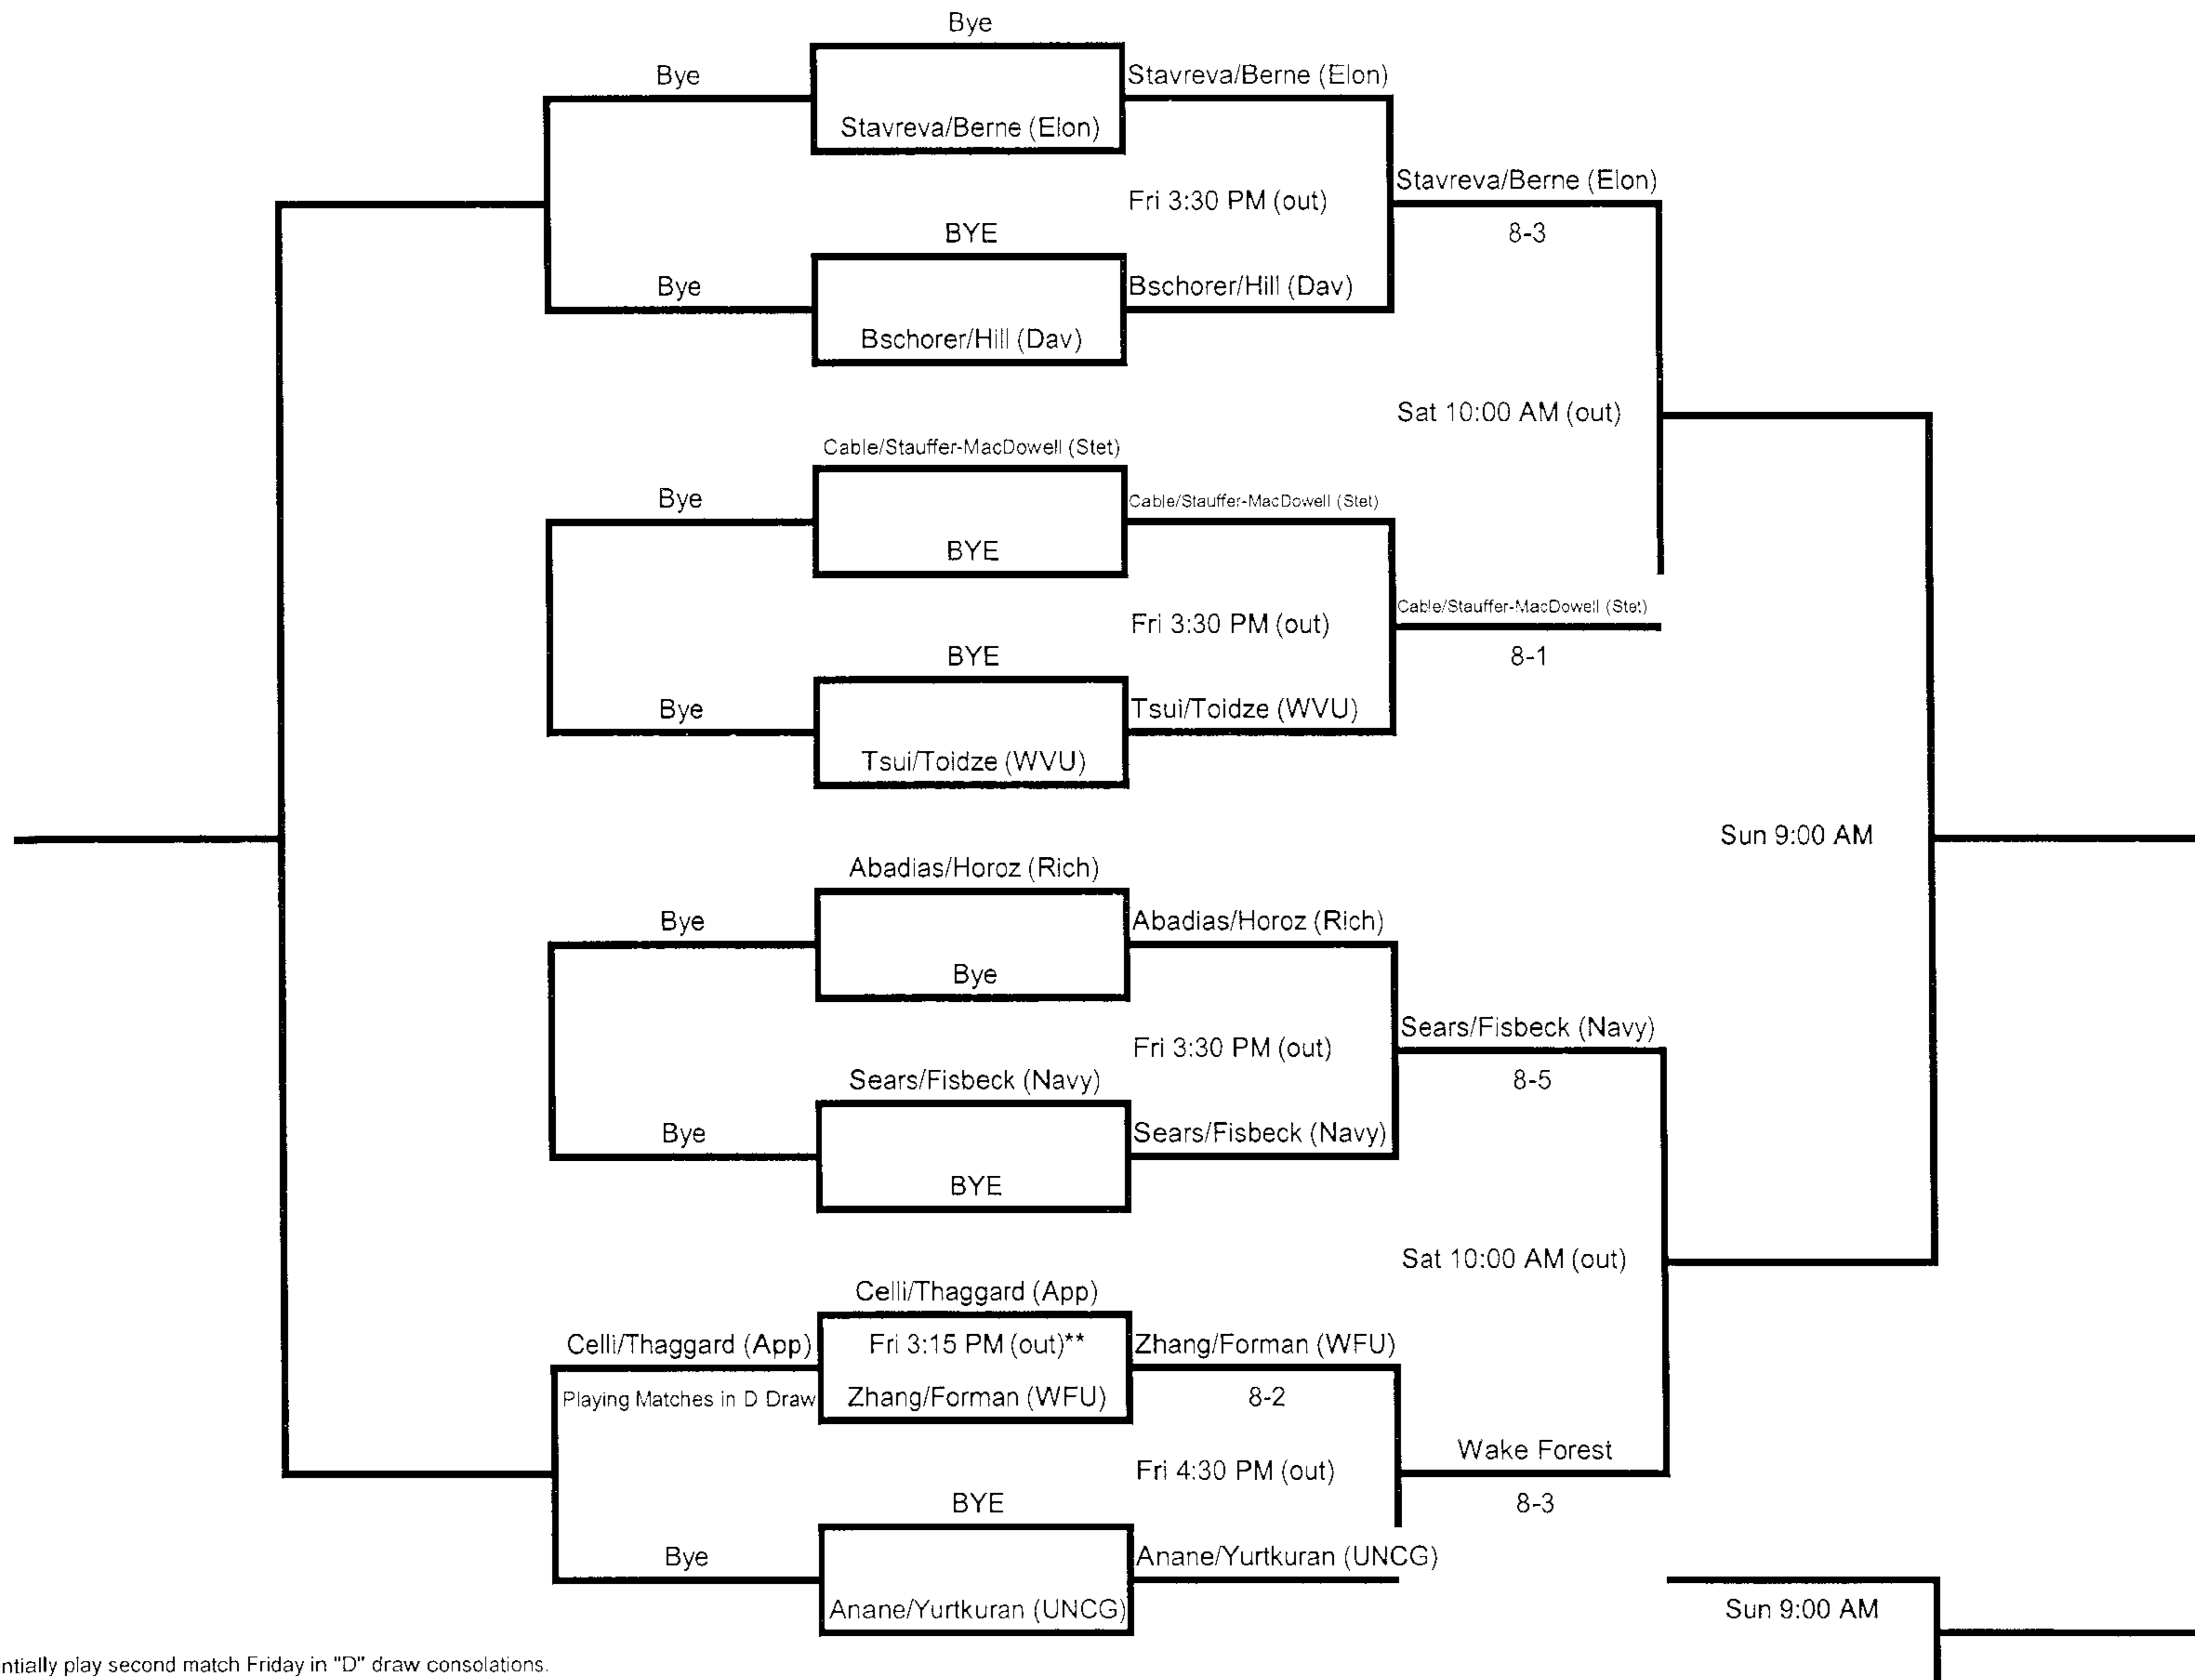 Bye
Bye
Stavreva/Berne (Elon)
Stavreva/Berne (Elon)
Stavreva/Berne (Elon)
Fri 3:30 PM (out)
8-3
BYE
Bye
Bschorer/Hill (Dav)
Bschorer/Hill (Dav)
Sat 10:00 AM (out)
Cable/Stauffer-MacDowell (Stet)
Bye
Cable/Stauffer-MacDowell (Stet)
BYE
Cable/Stauffer-MacDowell (Stet)
Fri 3:30 PM (out)
8-1
BYE
Bye
Tsui/Toidze (WVU)
Tsui/Toidze (WVU)
Sun 9:00 AM
Abadias/Horoz (Rich)
Bye
Abadias/Horoz (Rich)
Bye
Sears/Fisbeck (Navy)
Fri 3:30 PM (out)
8-5
Sears/Fisbeck (Navy)
Bye
Sears/Fisbeck (Navy)
BYE
Sat 10:00 AM (out)
Celli/Thaggard (App)
Celli/Thaggard (App)
Fri 3:15 PM (out)**
Zhang/Forman (WFU)
Playing Matches in D Draw
Zhang/Forman (WFU)
8-2
Wake Forest
Fri 4:30 PM (out)
8-3
BYE
Bye
Anane/Yurtkuran (UNCG)
Anane/Yurtkuran (UNCG)
Sun 9:00 AM
ntially play second match Friday in "D" draw consolations.